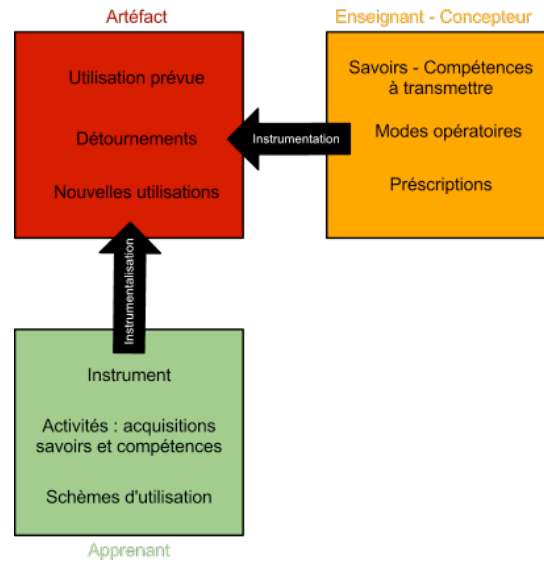 Artéfact
Utilisation prévue
Détournements
Nouvelles utilisations
Enseignant - Concepteur
Savoirs - Compétences
à transmettre
Modes opératoires
Préscriptions
Instrumentation
Instrumentalisation
Instrument
Activités : acquisitions
savoirs et compétences
Schèmes d'utilisation
Apprenant